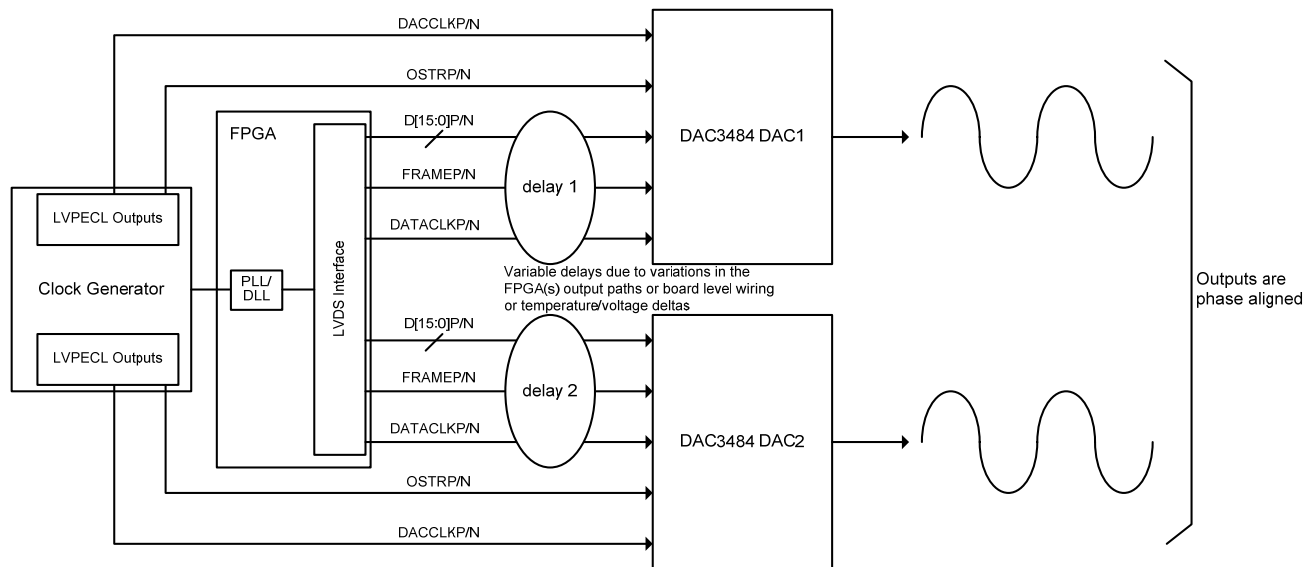 DACCLKP/N
OSTRP/N
FPGA
D[15:0]P/N
FRAMEP/N
DATACLKP/N
delay 1
DAC3484 DAC1
LVPECL Outputs
Clock Generator
LVPECL Outputs
PLL/
DLL
LVDS Interface
Variable delays due to variations in the
FPGA(s) output paths or board level wiring
or temperature/voltage deltas
D[15:0]P/N
FRAMEP/N
DATACLKP/N
delay 2
DAC3484 DAC2
OSTRP/N
DACCLKP/N
Outputs are
phase aligned